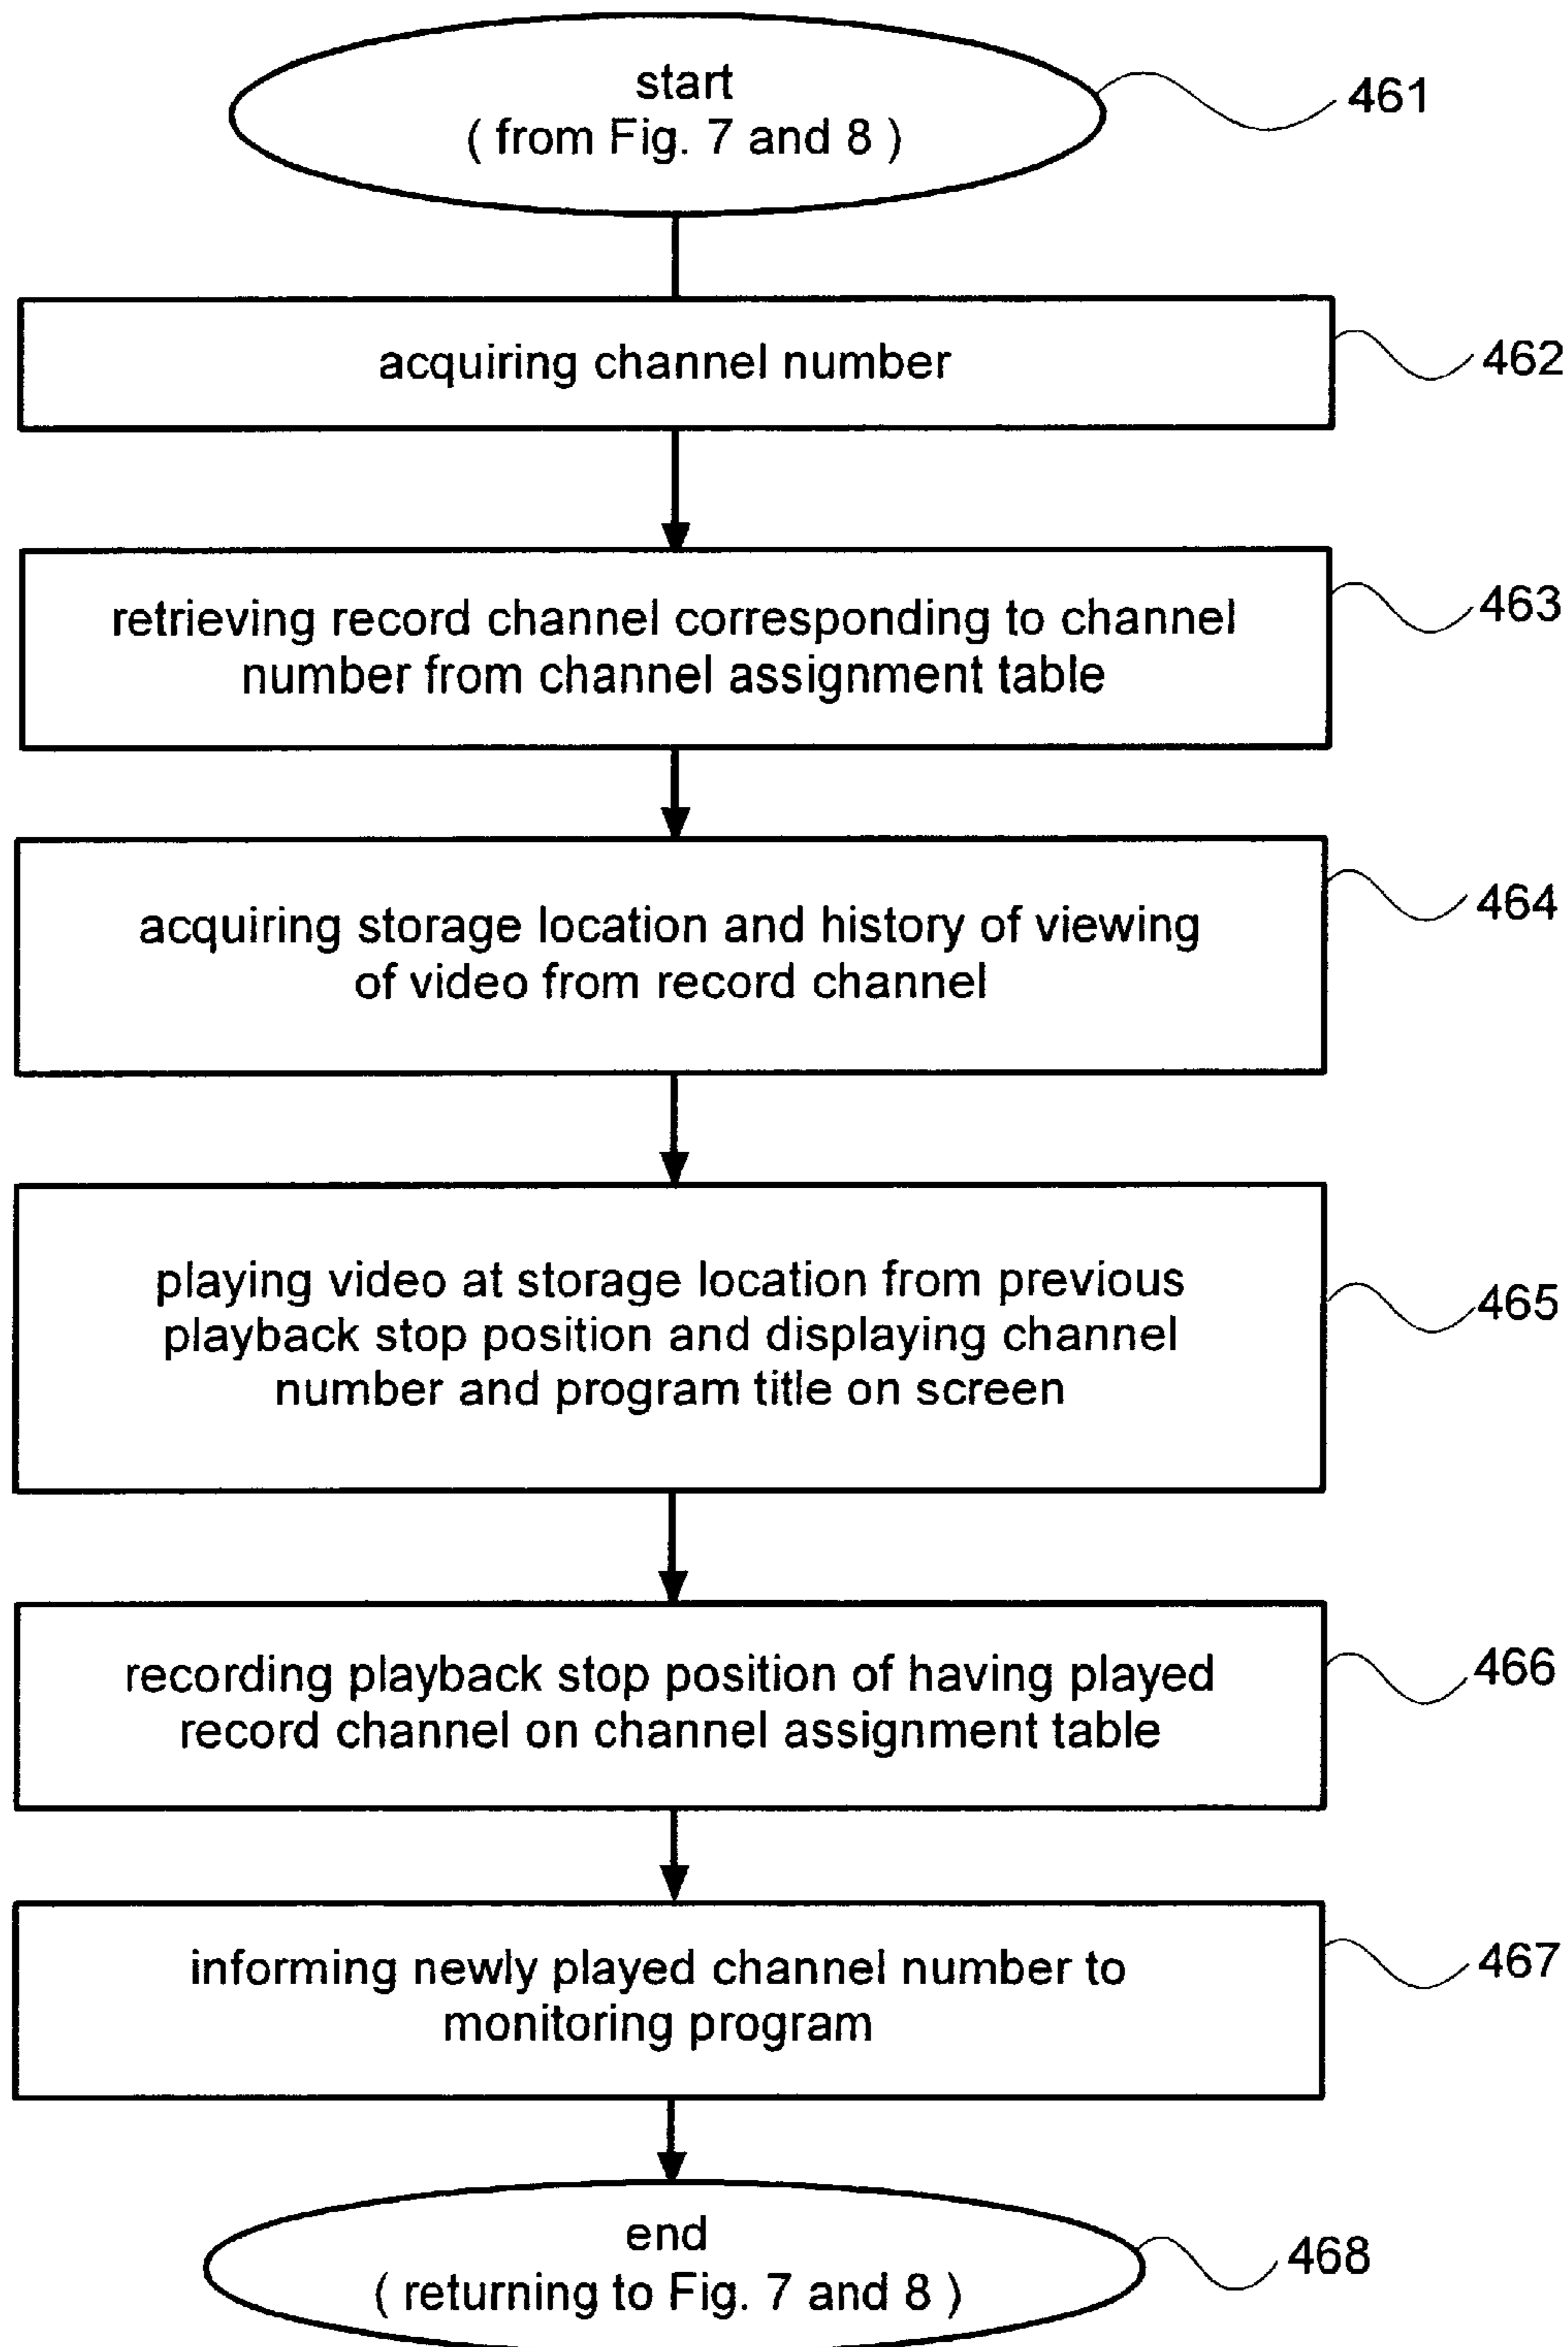 start
( from Fig. 7 and 8 )
461
acquiring channel number
462
retrieving record channel corresponding to channel
number from channel assignment table
463
acquiring storage location and history of viewing
of video from record channel
464
playing video at storage location from previous
playback stop position and displaying channel
number and program title on screen
465
recording playback stop position of having played
record channel on channel assignment table
466
informing newly played channel number to
monitoring program
467
end
( returning to Fig. 7 and 8 )
468